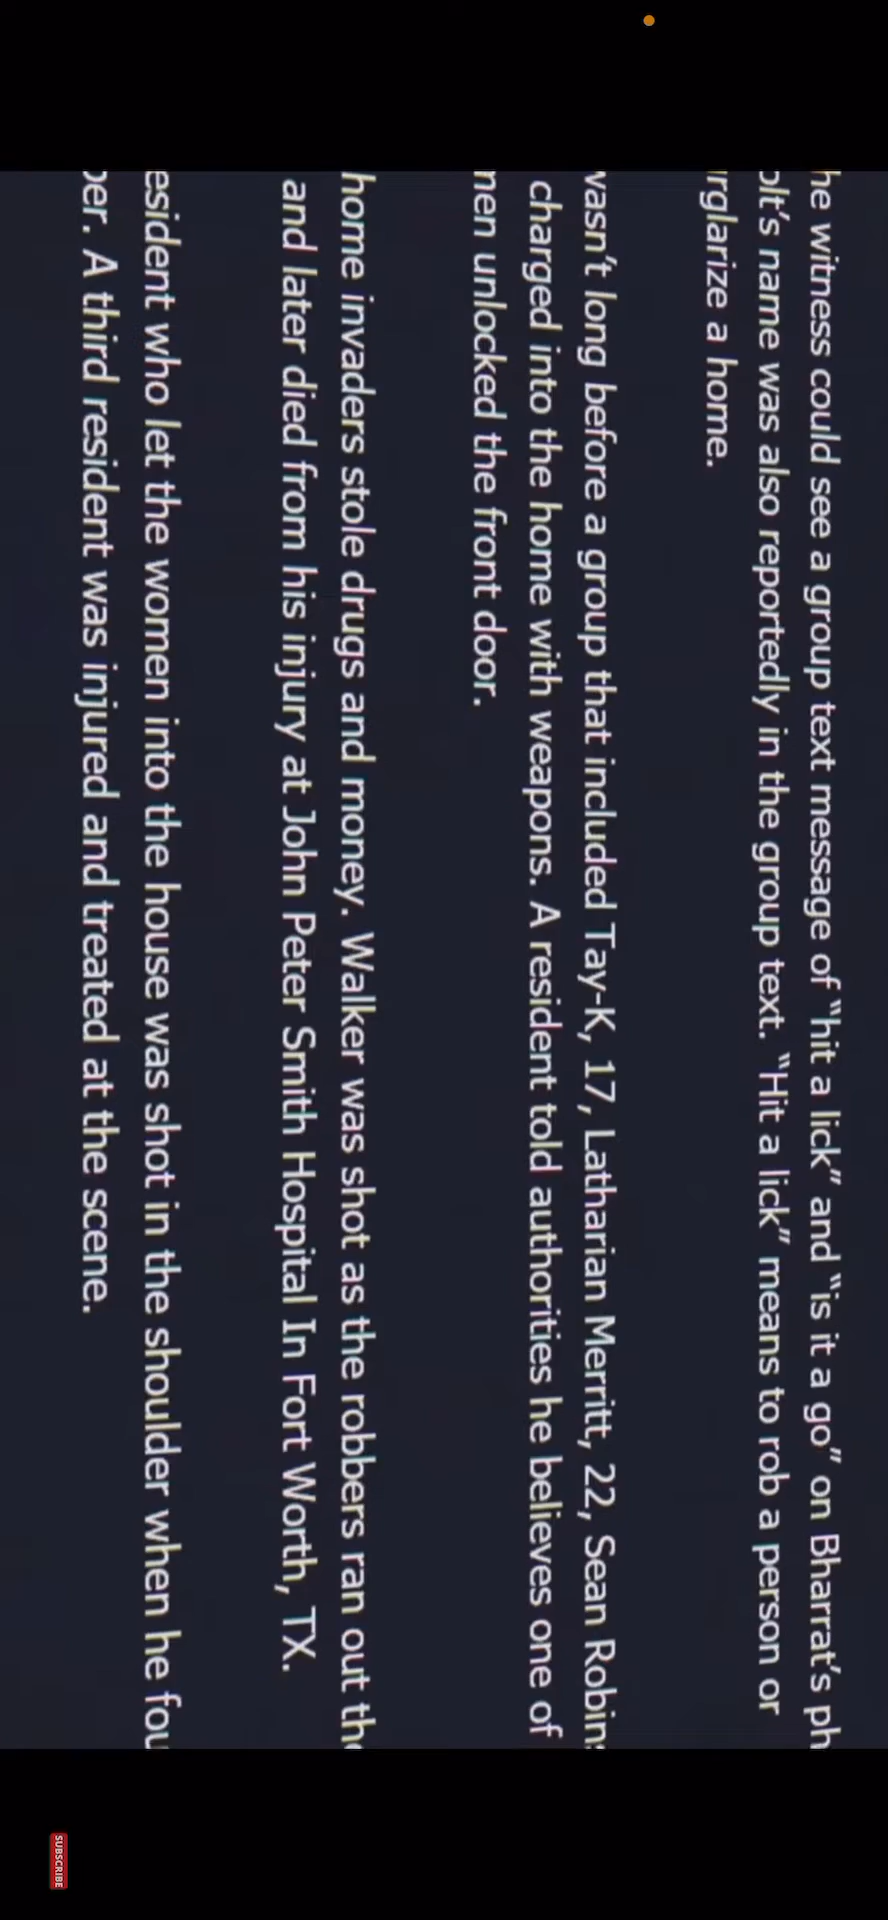 he witness could see a group text message of “hit a lick” and “is it a go” on Bharrat’s ph
olt’s name was also reportedly in the group text. “Hit a lick” means to rob a person or
rglarize a home.
wasn’t long before a group that included Tay-K, 17, Latharian Merritt, 22, Sean Robins
charged into the home with weapons. A resident told authorities he believes one of
men unlocked the front door.
home invaders stole drugs and money. Walker was shot as the robbers ran out the
and later died from his injury at John Peter Smith Hospital In Fort Worth, TX.
esident who let the women into the house was shot in the shoulder when he fou
ber. A third resident was injured and treated at the scene.
SUBSCRIBE